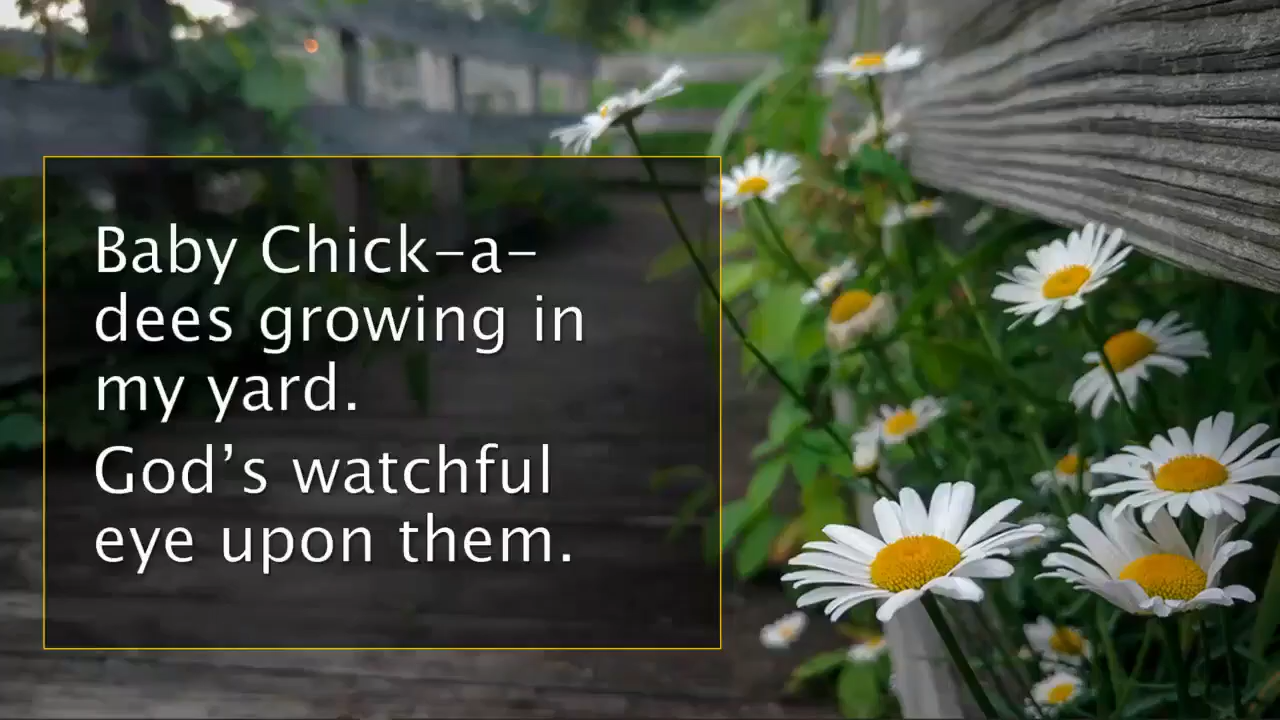 Baby Chick-a-
dees growing in
my yard.
God’s watchful
eye upon them.